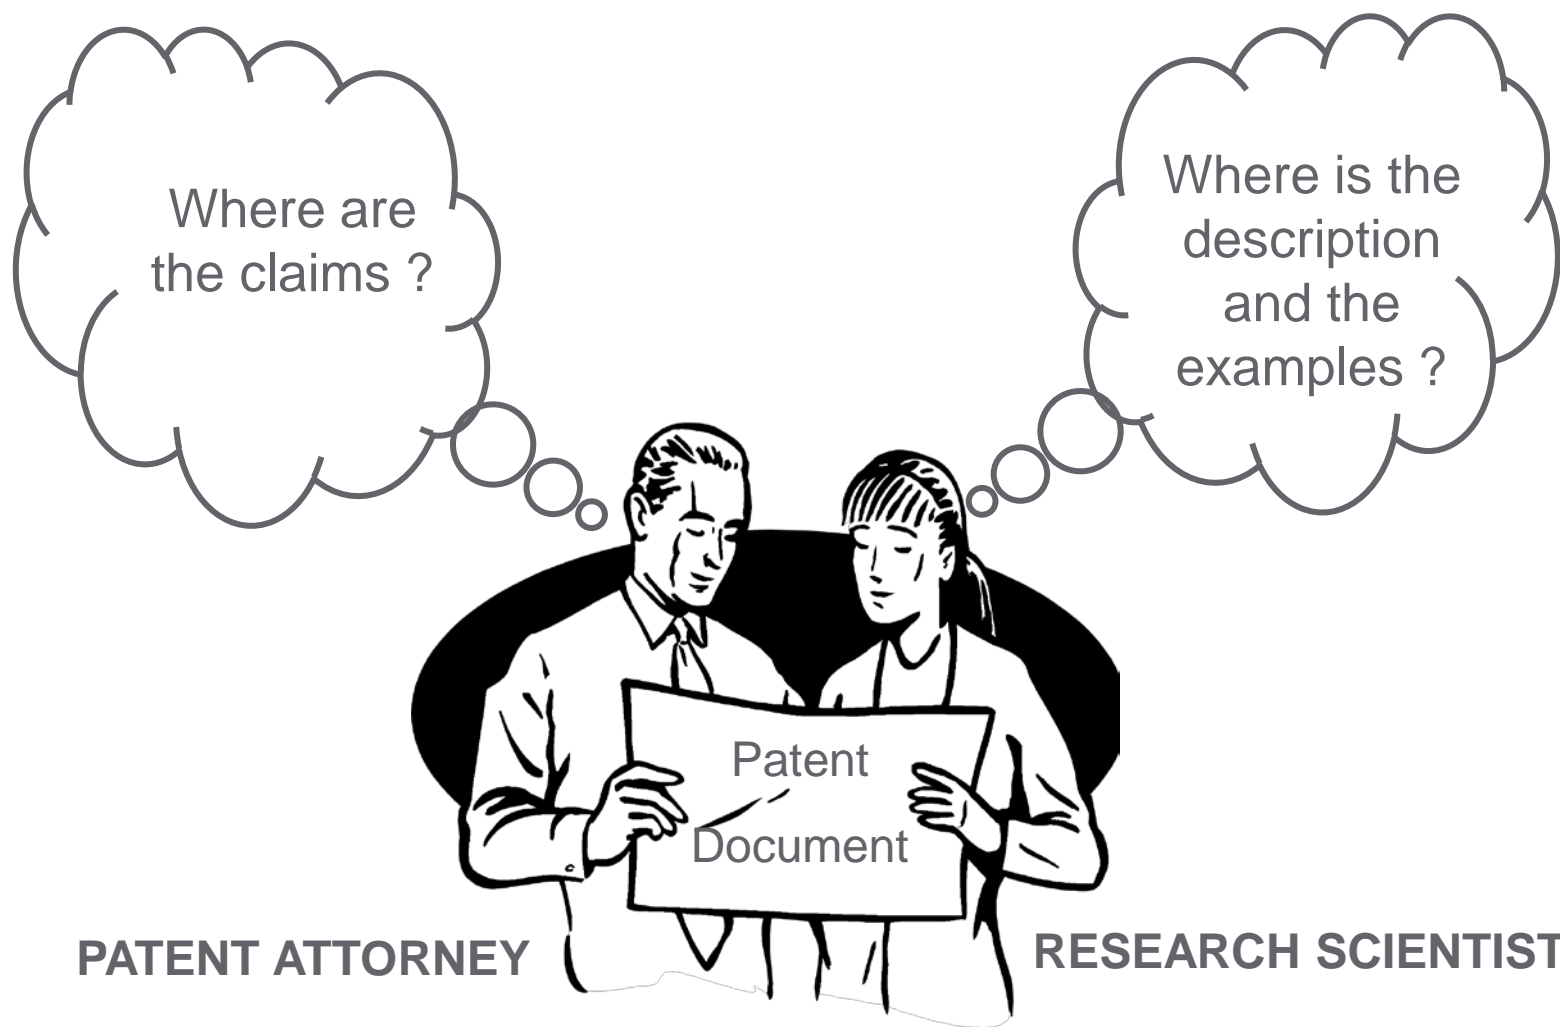 Where are
the claims ?
Where is the
description
and the
examples ?
Patent
Document
PATENT ATTORNEY
RESEARCH SCIENTIST